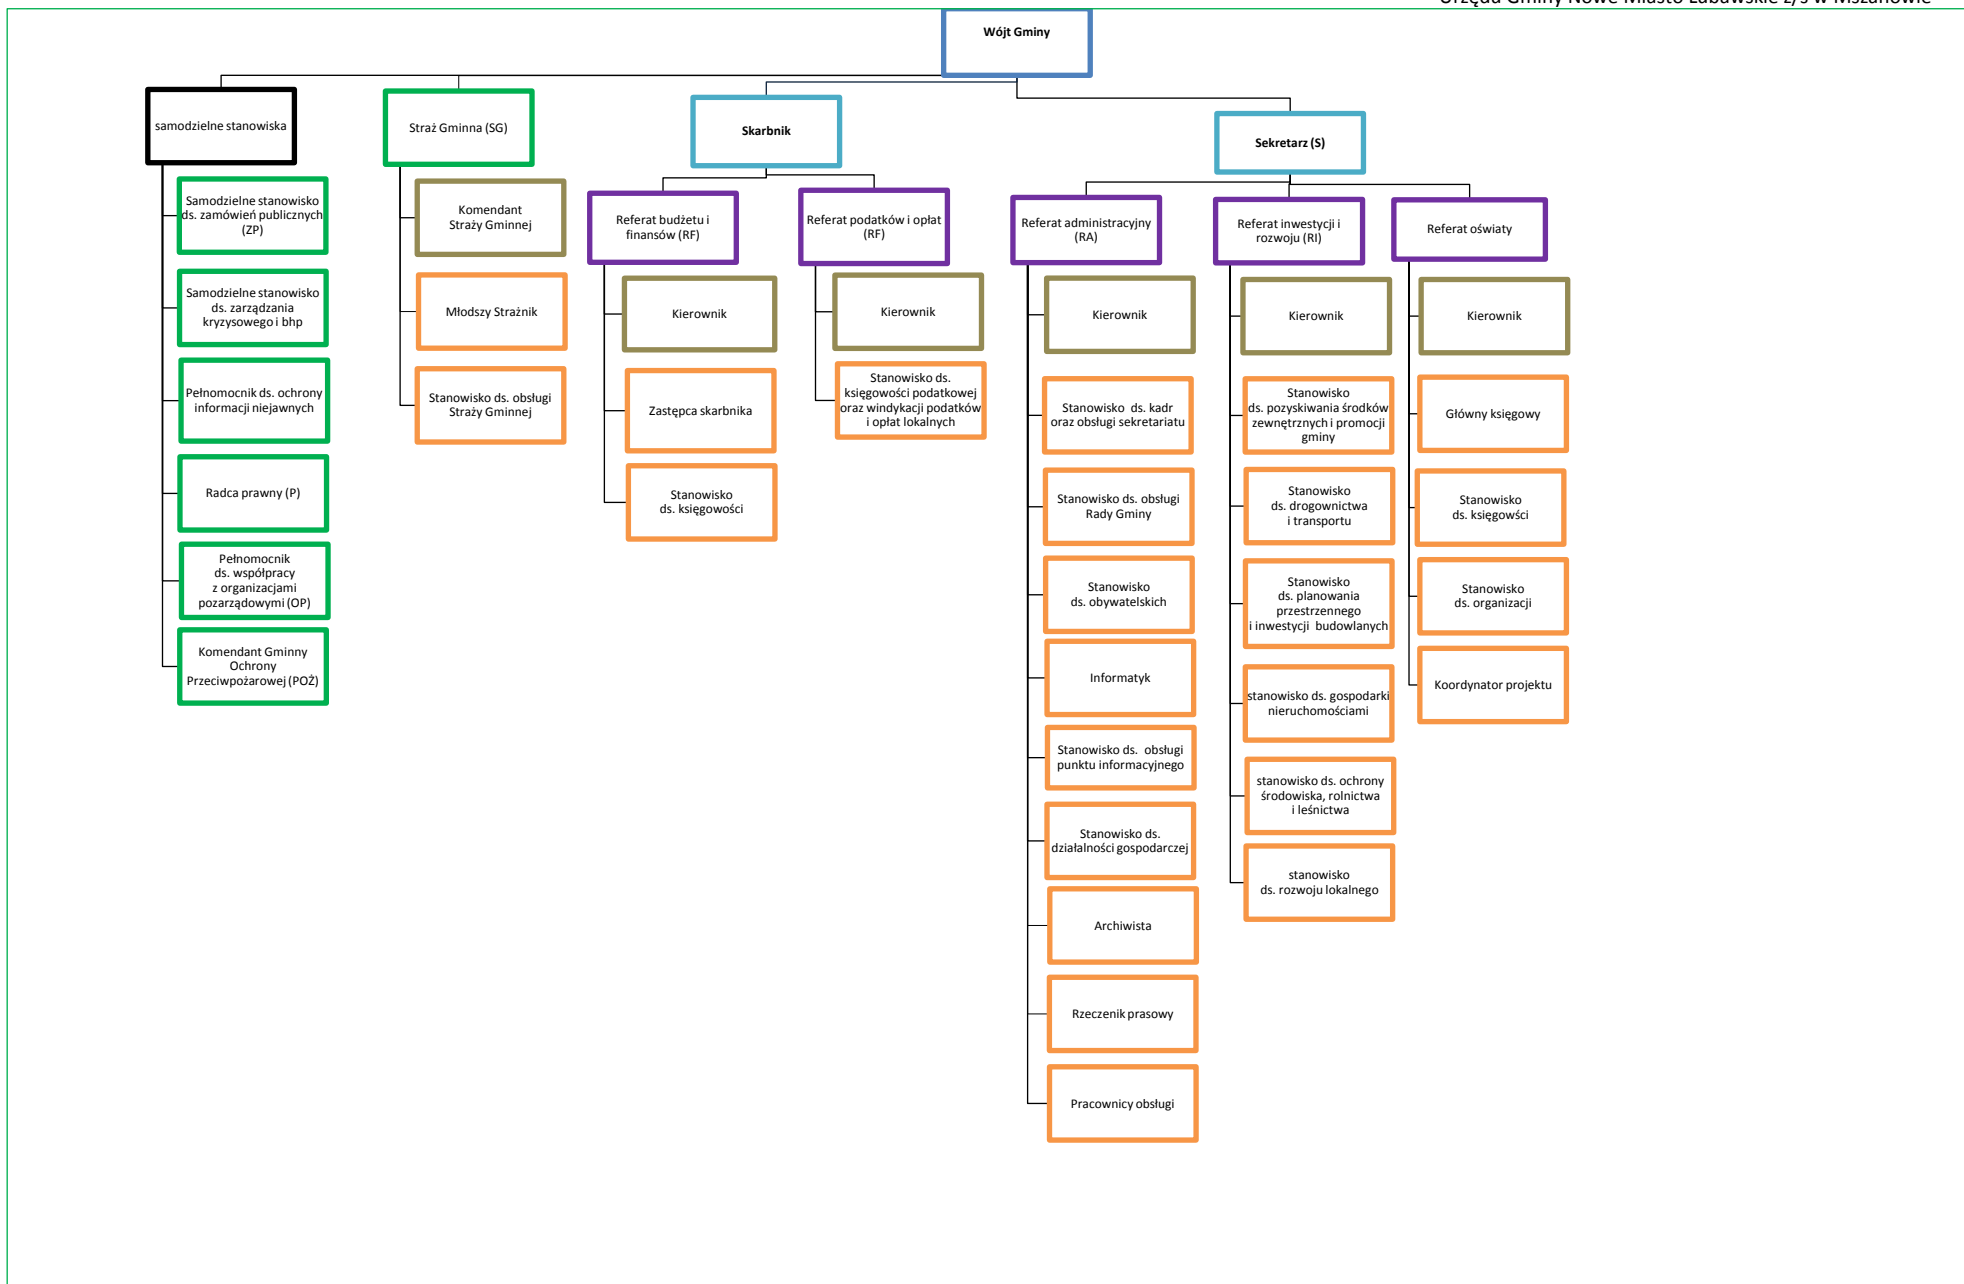 Urzędu Gminy Nowe Miasto Lubawskie z/s w Mszanowie
Wójt Gminy
samodzielne stanowiska
Samodzielne stanowisko
ds. zamówień publicznych
(ZP)
Samodzielne stanowisko
ds. zarządzania
kryzysowego i bhp
Pełnomocnik ds. ochrony
informacji niejawnych
Radca prawny (P)
Pełnomocnik
ds. współpracy
z organizacjami
pozarządowymi (OP)
Komendant Gminny
Ochrony
Przeciwpożarowej (POŻ)
Straż Gminna (SG)
Komendant
Straży Gminnej
Młodszy Strażnik
Stanowisko ds. obsługi
Straży Gminnej
Skarbnik
Referat budżetu i
finansów (RF)
Kierownik
Zastępca skarbnika
Stanowisko
ds. księgowości
Referat podatków i opłat
(RF)
Kierownik
Stanowisko ds.
księgowości podatkowej
oraz windykacji podatków
i opłat lokalnych
Sekretarz (S)
Referat administracyjny
(RA)
Kierownik
Stanowisko ds. kadr
oraz obsługi sekretariatu
Stanowisko ds. obsługi
Rady Gminy
Stanowisko
ds. obywatelskich
Informatyk
Stanowisko ds. obsługi
punktu informacyjnego
Stanowisko ds.
działalności gospodarczej
Archiwista
Rzeczenik prasowy
Pracownicy obsługi
Referat inwestycji i
rozwoju (RI)
Kierownik
Stanowisko
ds. pozyskiwania środków
zewnętrznych i promocji
gminy
Stanowisko
ds. drogownictwa
i transportu
Stanowisko
ds. planowania
przestrzennego
i inwestycji budowlanych
stanowisko ds. gospodarki
nieruchomościami
stanowisko ds. ochrony
środowiska, rolnictwa
i leśnictwa
stanowisko
ds. rozwoju lokalnego
Referat oświaty
Kierownik
Główny księgowy
Stanowisko
ds. księgowści
Stanowisko
ds. organizacji
Koordynator projektu